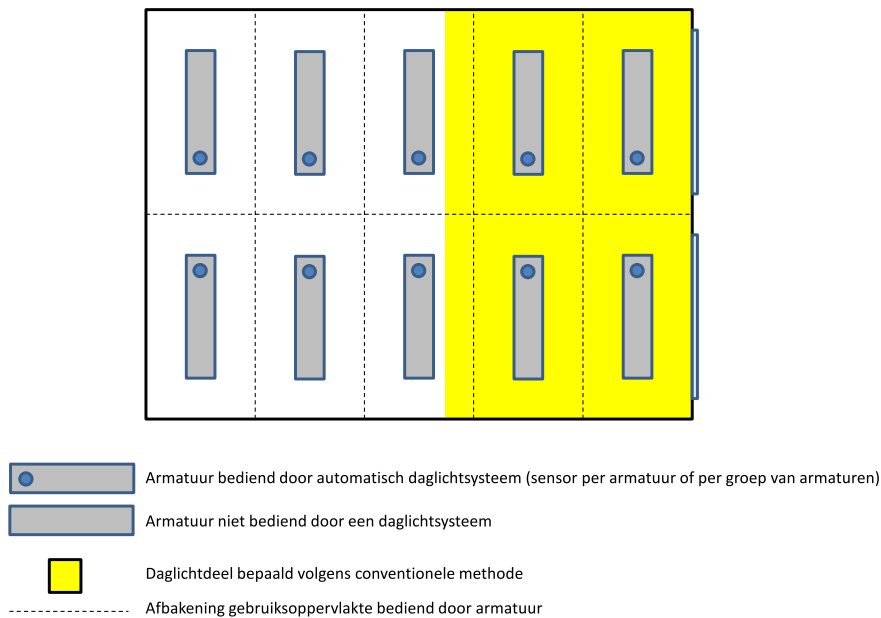 Armatuur bediend door automatisch daglichtsysteem (sensor per armatuur of per groep van armaturen)
Armatuur niet bediend door een daglichtsysteem
Daglichtdeel bepaald volgens conventionele methode
Afbakening gebruiksoppervlakte bediend door armatuur